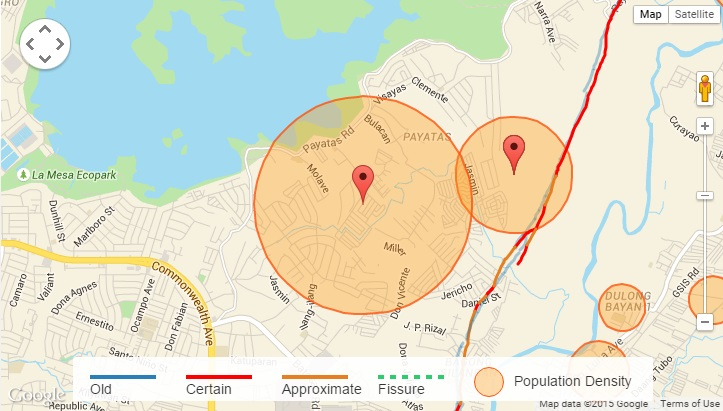 Map
Satellite
Narra Ave
Clemente
Visayas
Bulacan
PAYATAS
Payatas Rd
Curayao
Molave
Jasmin
La Mesa Ecopark
Dunhill St
Marlboro St
Miller
Commonwealth Ave
Camaro
Valiant
Dona Agnes
Ocampo Ave
Don Fabian
Ernestito
Jasmin
Don Vicente
Jericho
Daniel St
J. P. Rizal
DULONG
BAYAN 1
GSIS Rd
Old
Certain
Approximate
Fissure
Population Density
Google
Republic Ave
Map data ©2015 Google
Terms of Use